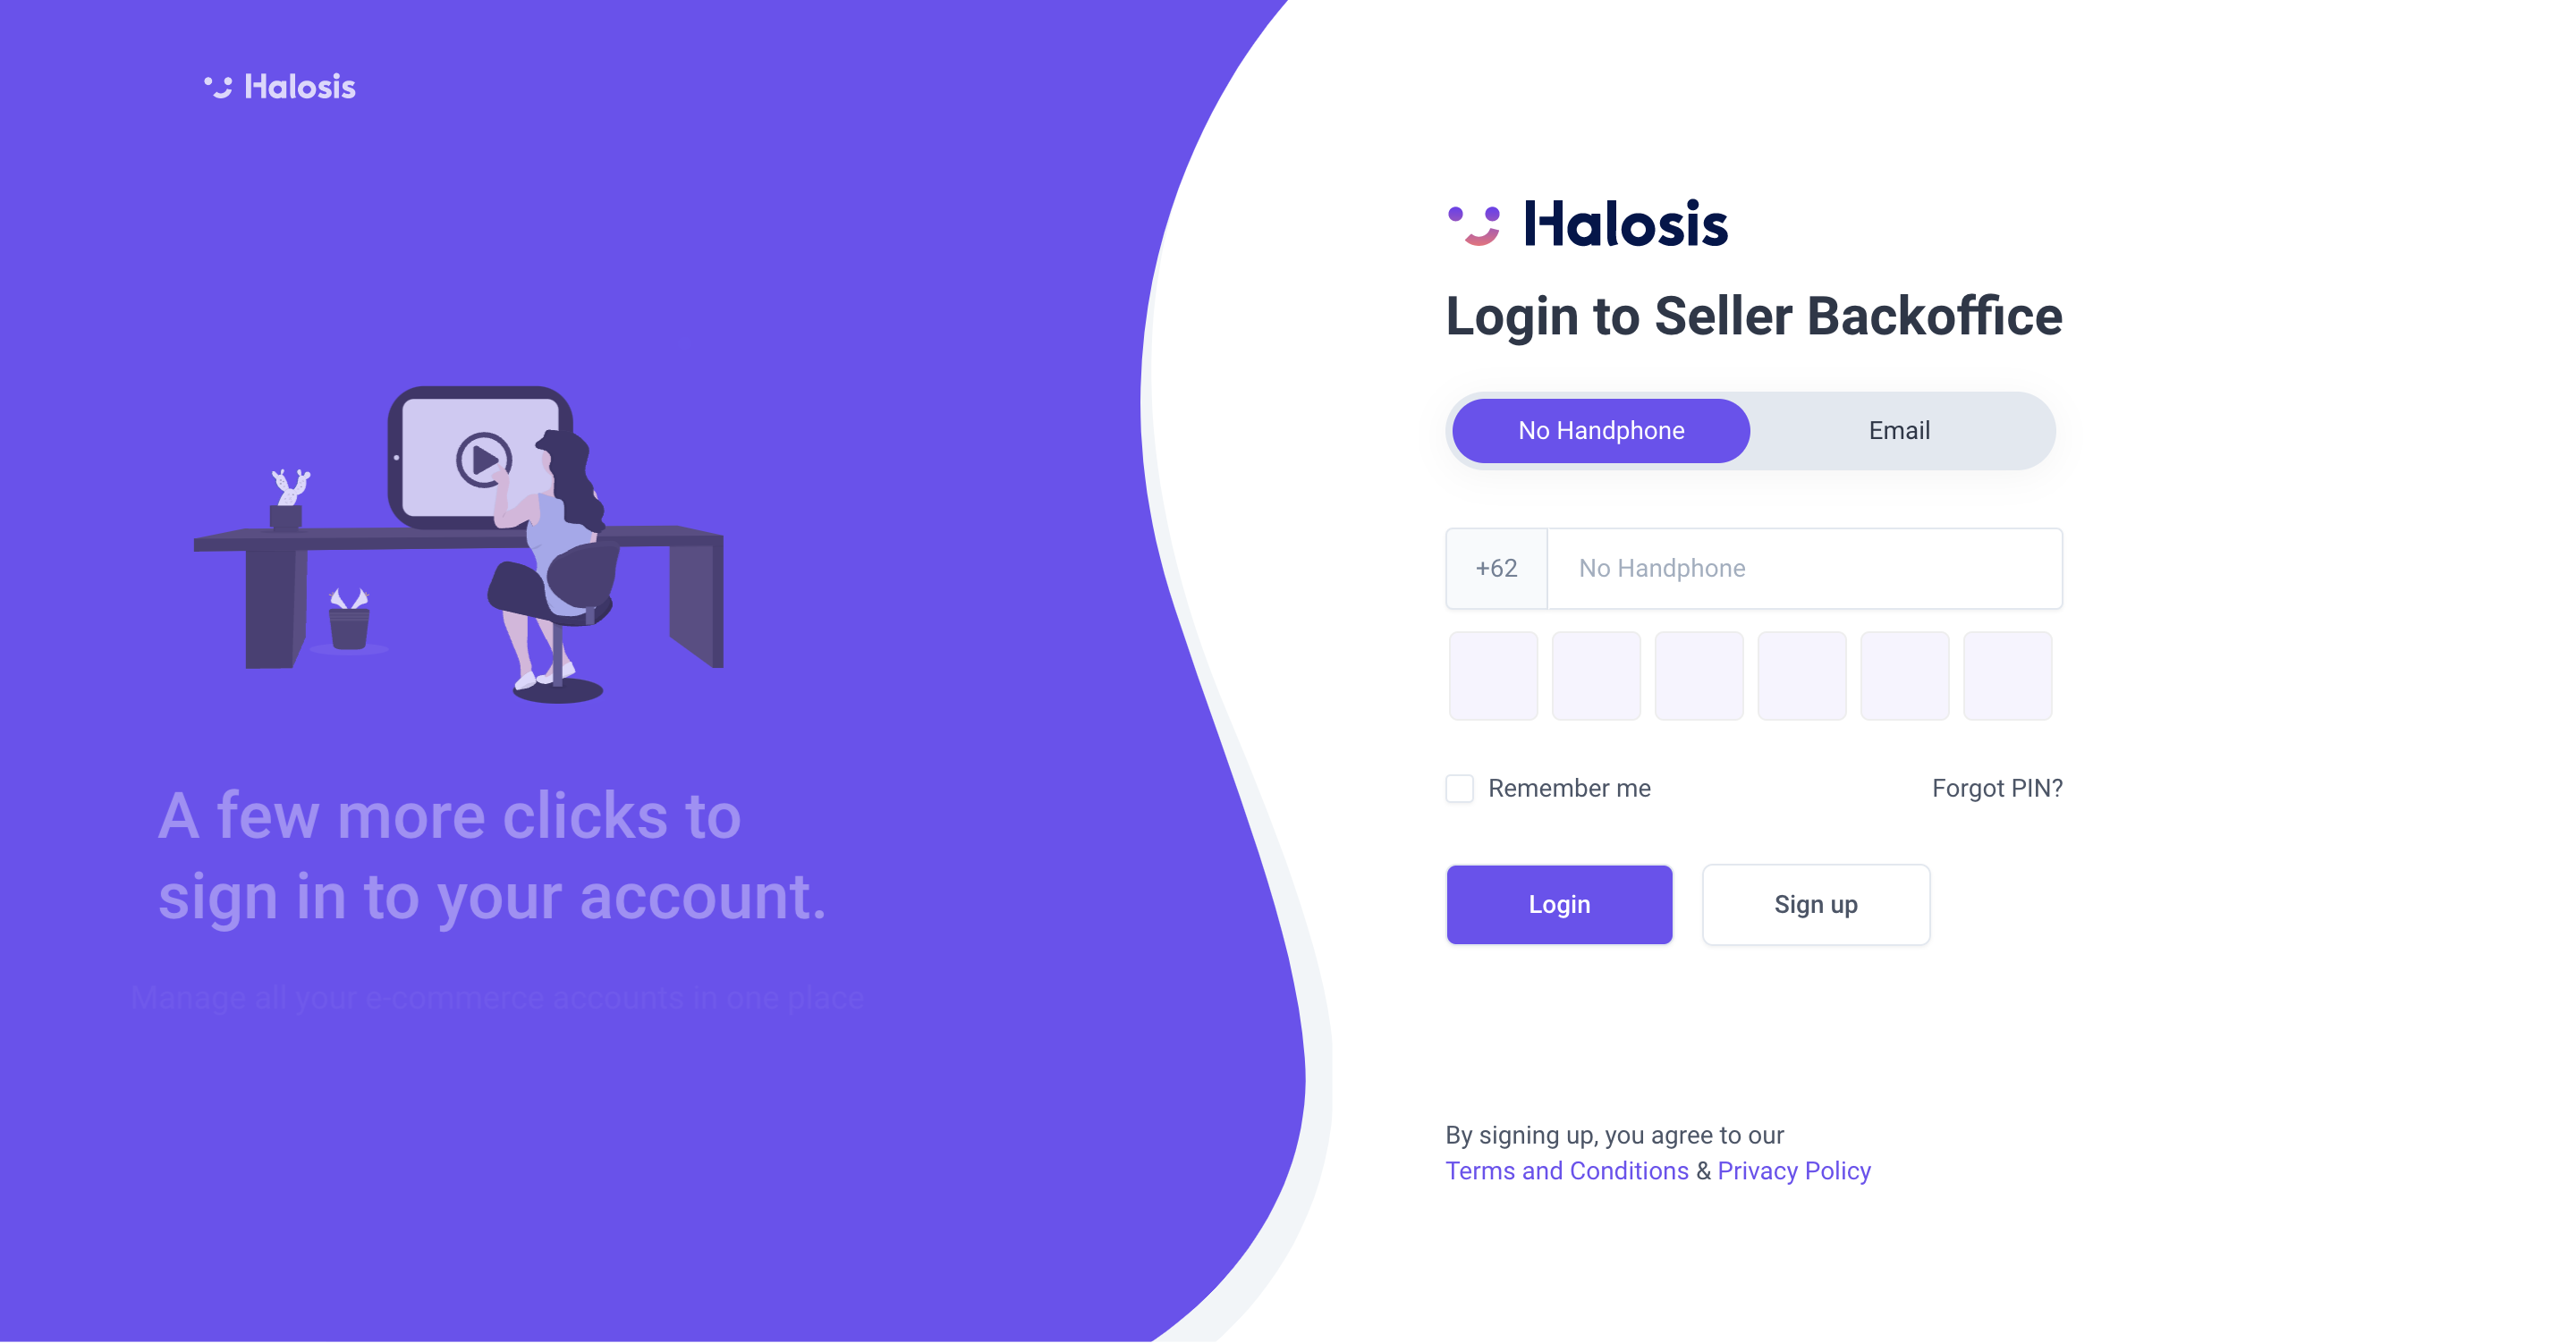 Halosis
A few more clicks to
sign in to your account.
Manage all your e-commerce accounts in one place
Halosis
Login to Seller Backoffice
No Handphone Email
+62 No Handphone
Remember me Forgot PIN?
Login Sign up
By signing up, you agree to our
Terms and Conditions & Privacy Policy